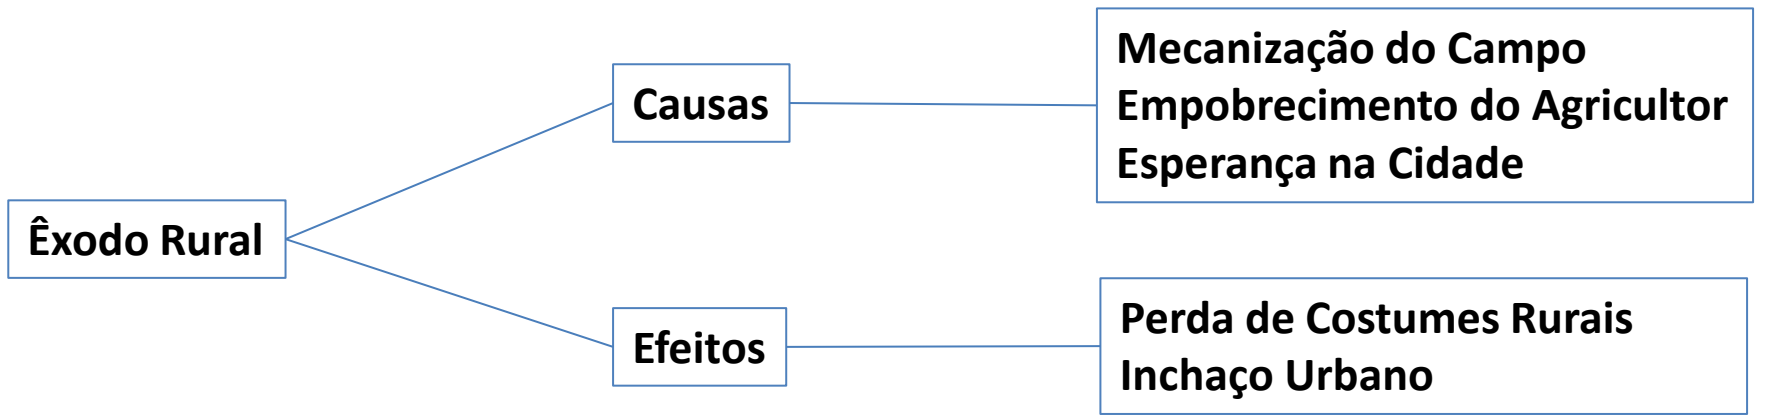 Êxodo Rural
Causas
Mecanização do Campo
Empobrecimento do Agricultor
Esperança na Cidade
Efeitos
Perda de Costumes Rurais
Inchaço Urbano